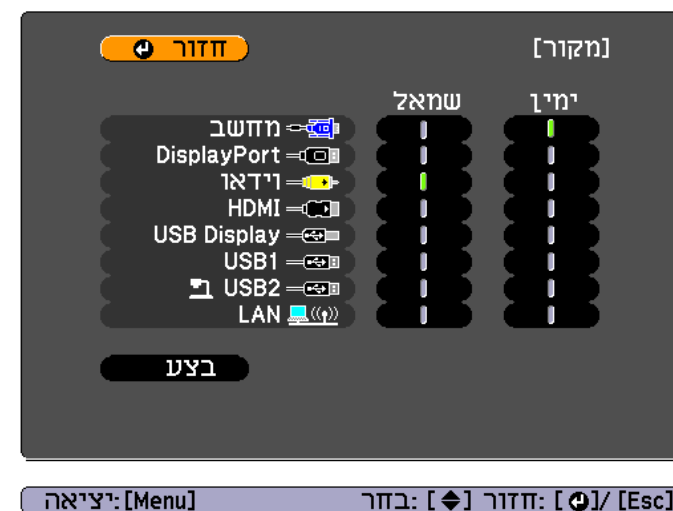 [מקור]
חזור
ימין שמאל
מחשב
DisplayPort
וידאו
HDMI
USB Display
USB1
USB2
LAN
בצע
[Esc] /[ ] :חזור [ ] :בחר [Menu] :יציאה